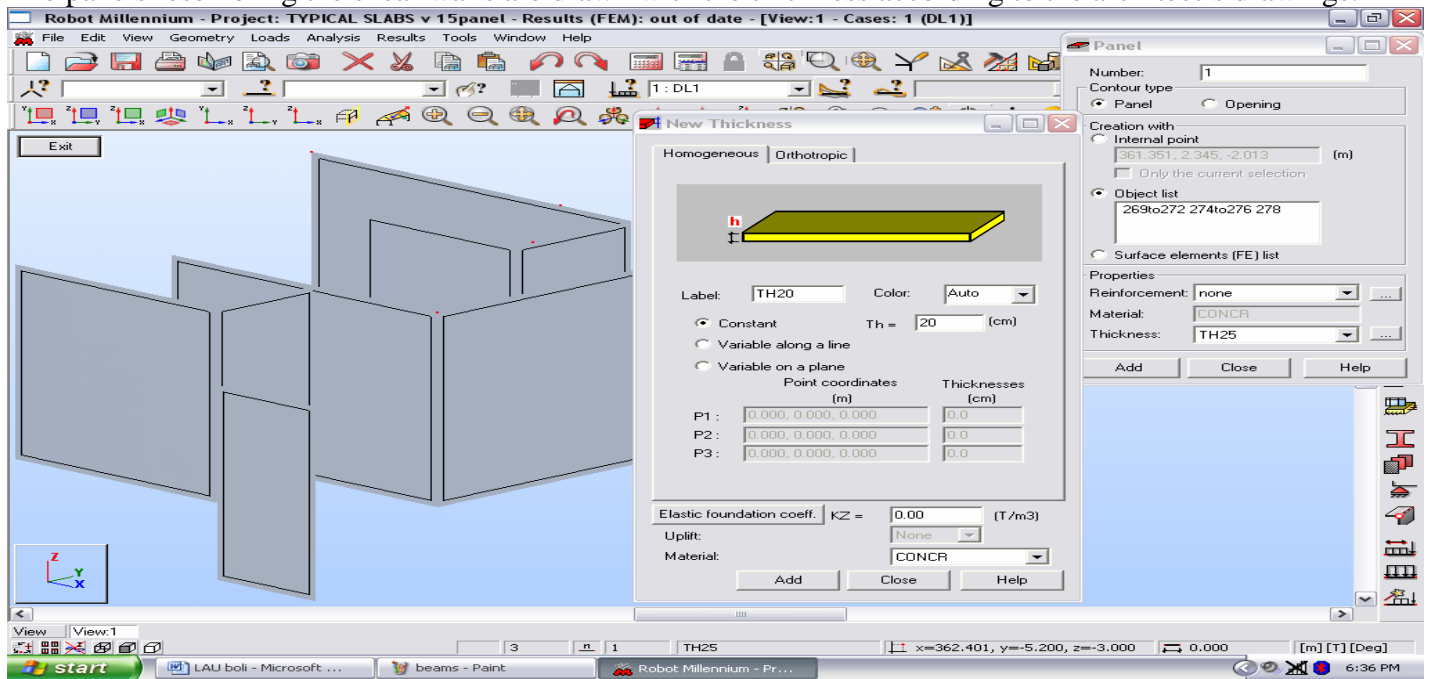 Robot Millennium - Project: TYPICAL SLABS v 15panel - Results (FEM): out of date - [View:1 - Cases: 1 (DL1)]
File Edit View Geometry Loads Analysis Results Tools Window Help
1 : DL1
Exit
Z
Y
X
New Thickness
Homogeneous Orthotropic
h
Label: TH20 Color: Auto
Constant Th = 20 (cm)
Variable along a line
Variable on a plane
Point coordinates Thicknesses
(m) (cm)
P1 : 0.000, 0.000, 0.000 0.0
P2 : 0.000, 0.000, 0.000 0.0
P3 : 0.000, 0.000, 0.000 0.0
Elastic foundation coeff. KZ = 0.00 (T/m3)
Uplift: None
Material: CONCR
Add Close Help
Panel
Number: 1
Contour type
Panel Opening
Creation with
Internal point
361.351, 2.345, -2.013 (m)
Only the current selection
Object list
269to272 274to276 278
Surface elements (FE) list
Properties
Reinforcement: none ...
Material: CONCR
Thickness: TH25 ...
Add Close Help
View View:1
3 n 1 TH25 x=362.401, y=-5.200, z=-3.000 0.000 [m] [T] [Deg]
start LAU boli - Microsoft ... beams - Paint Robot Millennium - Pr... 6:36 PM